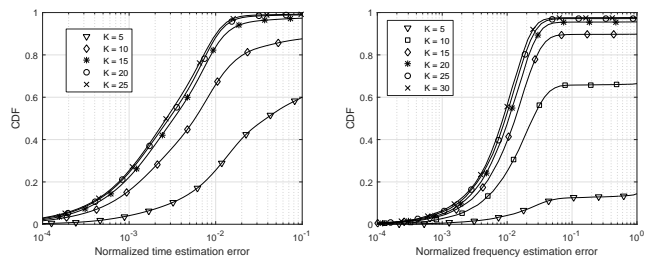 1
0.8
0.6
0.4
0.2
0
CDF
K = 5
K = 10
K = 15
K = 20
K = 25
10^-4 10^-3 10^-2 10^-1
Normalized time estimation error
1
0.8
0.6
0.4
0.2
0
CDF
K = 5
K = 10
K = 15
K = 20
K = 25
K = 30
10^-4 10^-3 10^-2 10^-1 10^0
Normalized frequency estimation error